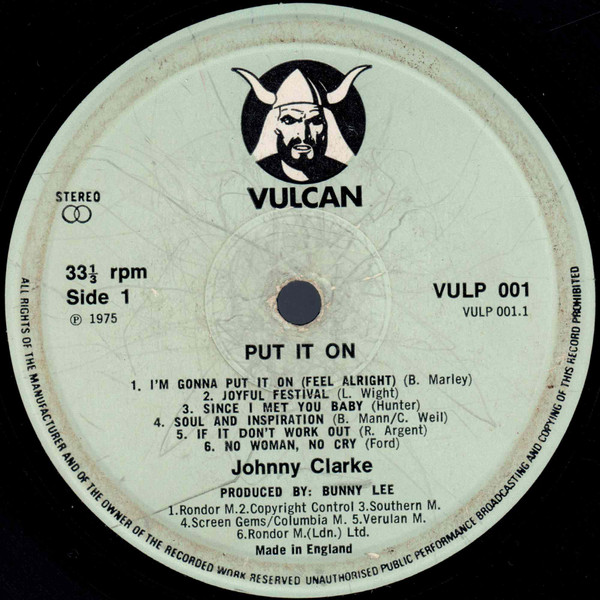 VULCAN
STEREO
33⅓ rpm
Side 1
℗ 1975
VULP 001
VULP 001.1
PUT IT ON
1. I'M GONNA PUT IT ON (FEEL ALRIGHT) (B. Marley)
2. JOYFUL FESTIVAL (L. Wight)
3. SINCE I MET YOU BABY (Hunter)
4. SOUL AND INSPIRATION (B. Mann/C. Weil)
5. IF IT DON'T WORK OUT (R. Argent)
6. NO WOMAN, NO CRY (Ford)
Johnny Clarke
PRODUCED BY: BUNNY LEE
1.Rondor M.2.Copyright Control 3.Southern M.
4.Screen Gems/Columbia M. 5.Verulan M.
6.Rondor M.(Ldn.) Ltd.
Made in England
ALL RIGHTS OF THE MANUFACTURER AND OF THE OWNER OF THE RECORDED WORK RESERVED UNAUTHORISED PUBLIC PERFORMANCE BROADCASTING AND COPYING OF THIS RECORD PROHIBITED